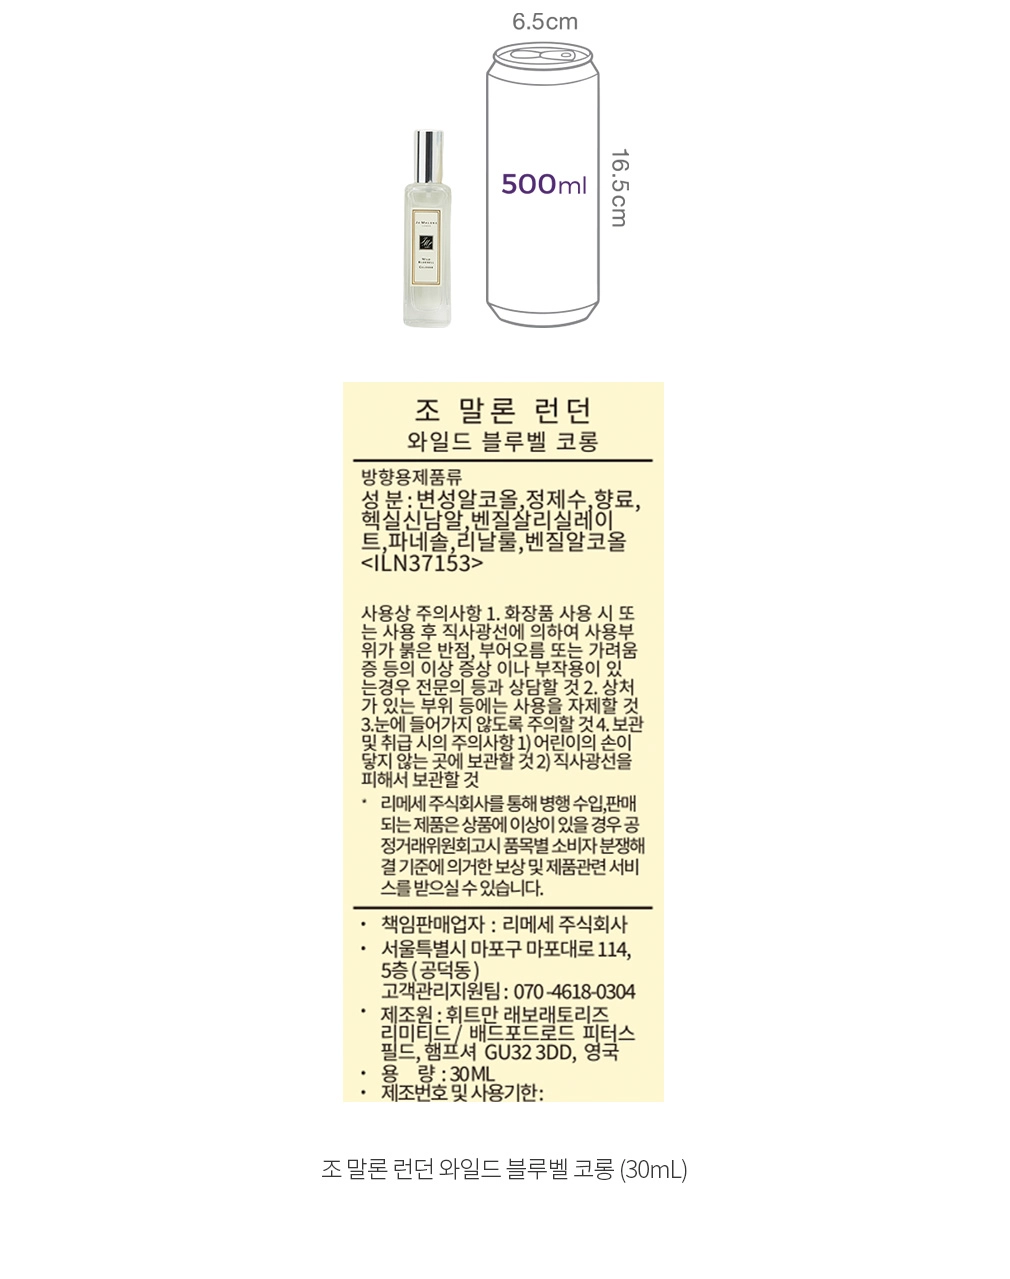 6.5cm
500ml
16.5cm
JO MALONE
LONDON
WILD
BLUEBELL
COLOGNE
조 말론 런던
와일드 블루벨 코롱
방향용제품류
성 분 : 변성알코올,정제수,향료,
헥실신남알,벤질살리실레이
트,파네솔,리날룰,벤질알코올
<ILN37153>
사용상 주의사항 1. 화장품 사용 시 또
는 사용 후 직사광선에 의하여 사용부
위가 붉은 반점, 부어오름 또는 가려움
증 등의 이상 증상 이나 부작용이 있
는경우 전문의 등과 상담할 것 2. 상처
가 있는 부위 등에는 사용을 자제할 것
3.눈에 들어가지 않도록 주의할 것 4. 보관
및 취급 시의 주의사항 1) 어린이의 손이
닿지 않는 곳에 보관할 것 2) 직사광선을
피해서 보관할 것
• 리메세 주식회사를 통해 병행 수입,판매
되는 제품은 상품에 이상이 있을 경우 공
정거래위원회고시 품목별 소비자 분쟁해
결 기준에 의거한 보상 및 제품관련 서비
스를 받으실 수 있습니다.
• 책임판매업자 : 리메세 주식회사
• 서울특별시 마포구 마포대로 114,
5층 ( 공덕동 )
고객관리지원팀 : 070 -4618-0304
• 제조원 : 휘트만 래보래토리즈
리미티드 / 배드포드로드 피터스
필드, 햄프셔 GU32 3DD, 영국
• 용 량 : 30 ML
• 제조번호 및 사용기한 :
조 말론 런던 와일드 블루벨 코롱 (30mL)